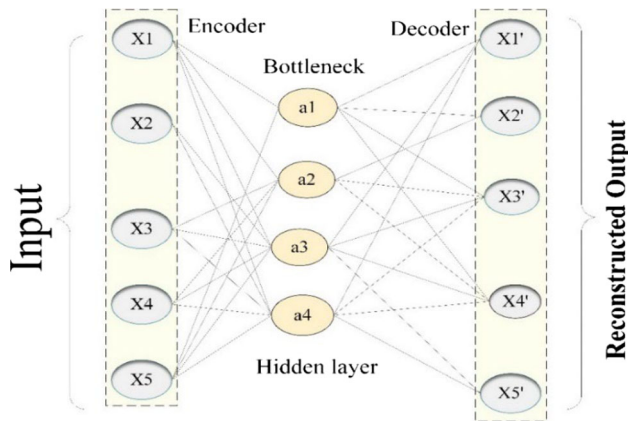 Input
Encoder
X1
X2
X3
X4
X5
Bottleneck
a1
a2
a3
a4
Hidden layer
Decoder
X1'
X2'
X3'
X4'
X5'
Reconstructed Output